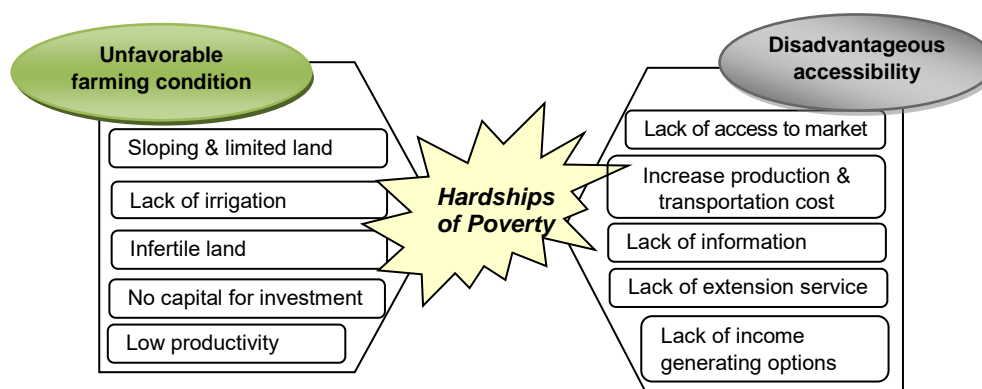 Unfavorable
farming condition
Sloping & limited land
Lack of irrigation
Infertile land
No capital for investment
Low productivity
Hardships
of Poverty
Disadvantageous
accessibility
Lack of access to market
Increase production &
transportation cost
Lack of information
Lack of extension service
Lack of income
generating options